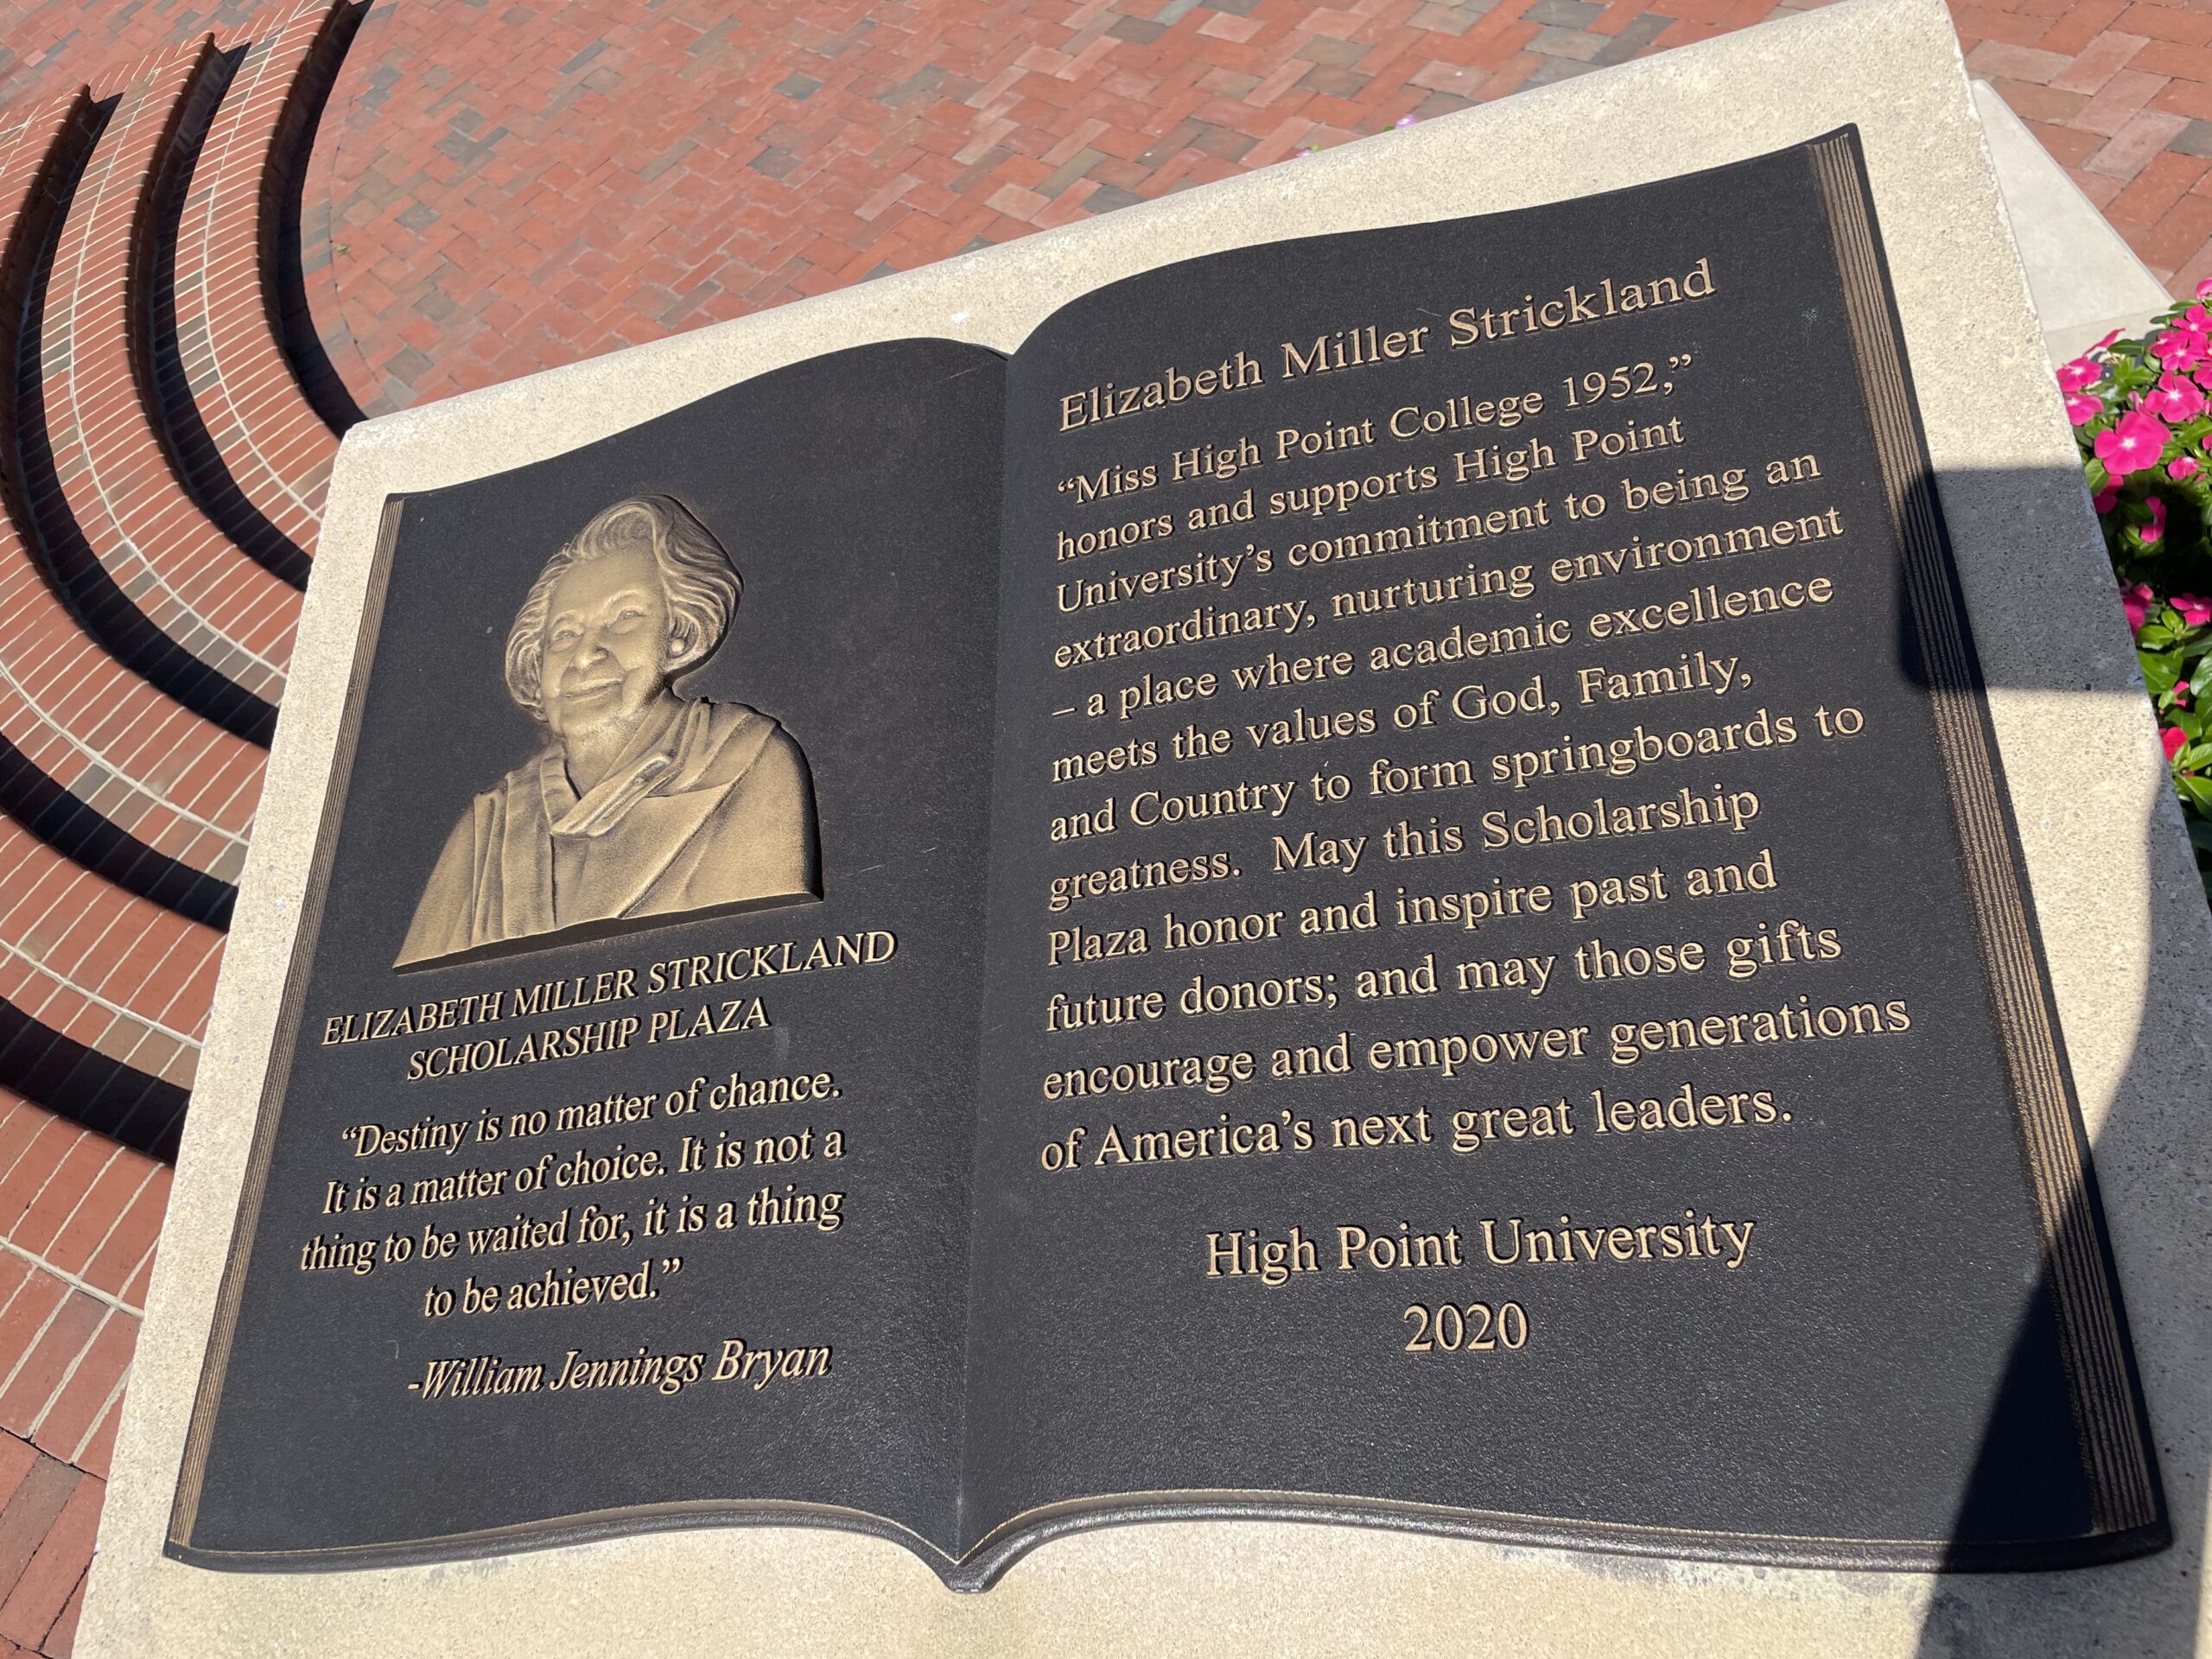 ELIZABETH MILLER STRICKLAND
SCHOLARSHIP PLAZA
“Destiny is no matter of chance.
It is a matter of choice. It is not a
thing to be waited for, it is a thing
to be achieved.”
-William Jennings Bryan
Elizabeth Miller Strickland
“Miss High Point College 1952,”
honors and supports High Point
University’s commitment to being an
extraordinary, nurturing environment
– a place where academic excellence
meets the values of God, Family,
and Country to form springboards to
greatness. May this Scholarship
Plaza honor and inspire past and
future donors; and may those gifts
encourage and empower generations
of America’s next great leaders.
High Point University
2020